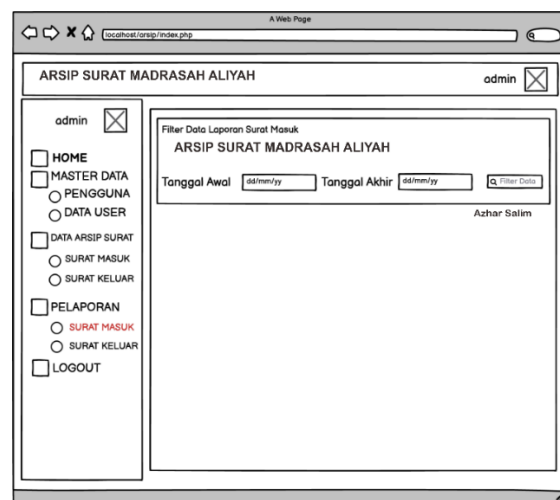 A Web Page
localhost/arsip/index.php
ARSIP SURAT MADRASAH ALIYAH
admin
admin
HOME
MASTER DATA
PENGGUNA
DATA USER
DATA ARSIP SURAT
SURAT MASUK
SURAT KELUAR
PELAPORAN
SURAT MASUK
SURAT KELUAR
LOGOUT
Filter Data Laporan Surat Masuk
ARSIP SURAT MADRASAH ALIYAH
Tanggal Awal dd/mm/yy Tanggal Akhir dd/mm/yy Filter Data
Azhar Salim